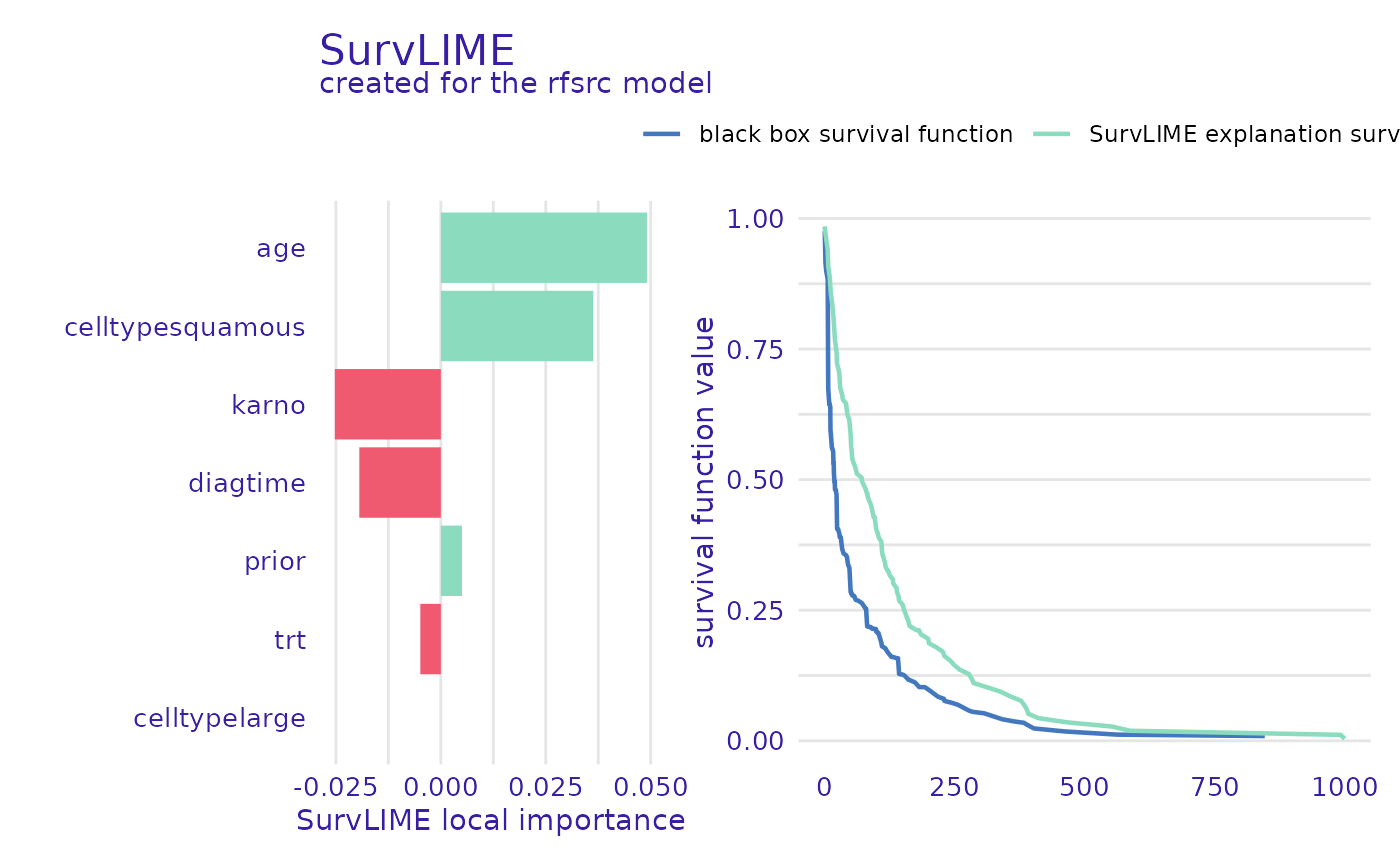 SurvLIME
created for the rfsrc model
black box survival function
SurvLIME explanation surv
age
celltypesquamous
karno
diagtime
prior
trt
celltypelarge
-0.025 0.000 0.025 0.050
SurvLIME local importance
survival function value
1.00
0.75
0.50
0.25
0.00
0 250 500 750 1000